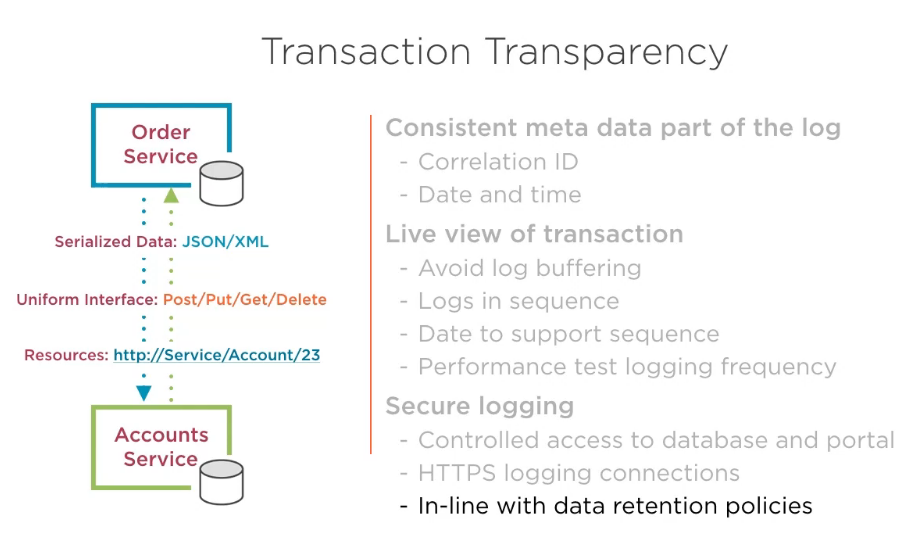 Transaction Transparency
Order
Service
Serialized Data: JSON/XML
Uniform Interface: Post/Put/Get/Delete
Resources: http://Service/Account/23
Accounts
Service
Consistent meta data part of the log
- Correlation ID
- Date and time
Live view of transaction
- Avoid log buffering
- Logs in sequence
- Date to support sequence
- Performance test logging frequency
Secure logging
- Controlled access to database and portal
- HTTPS logging connections
- In-line with data retention policies